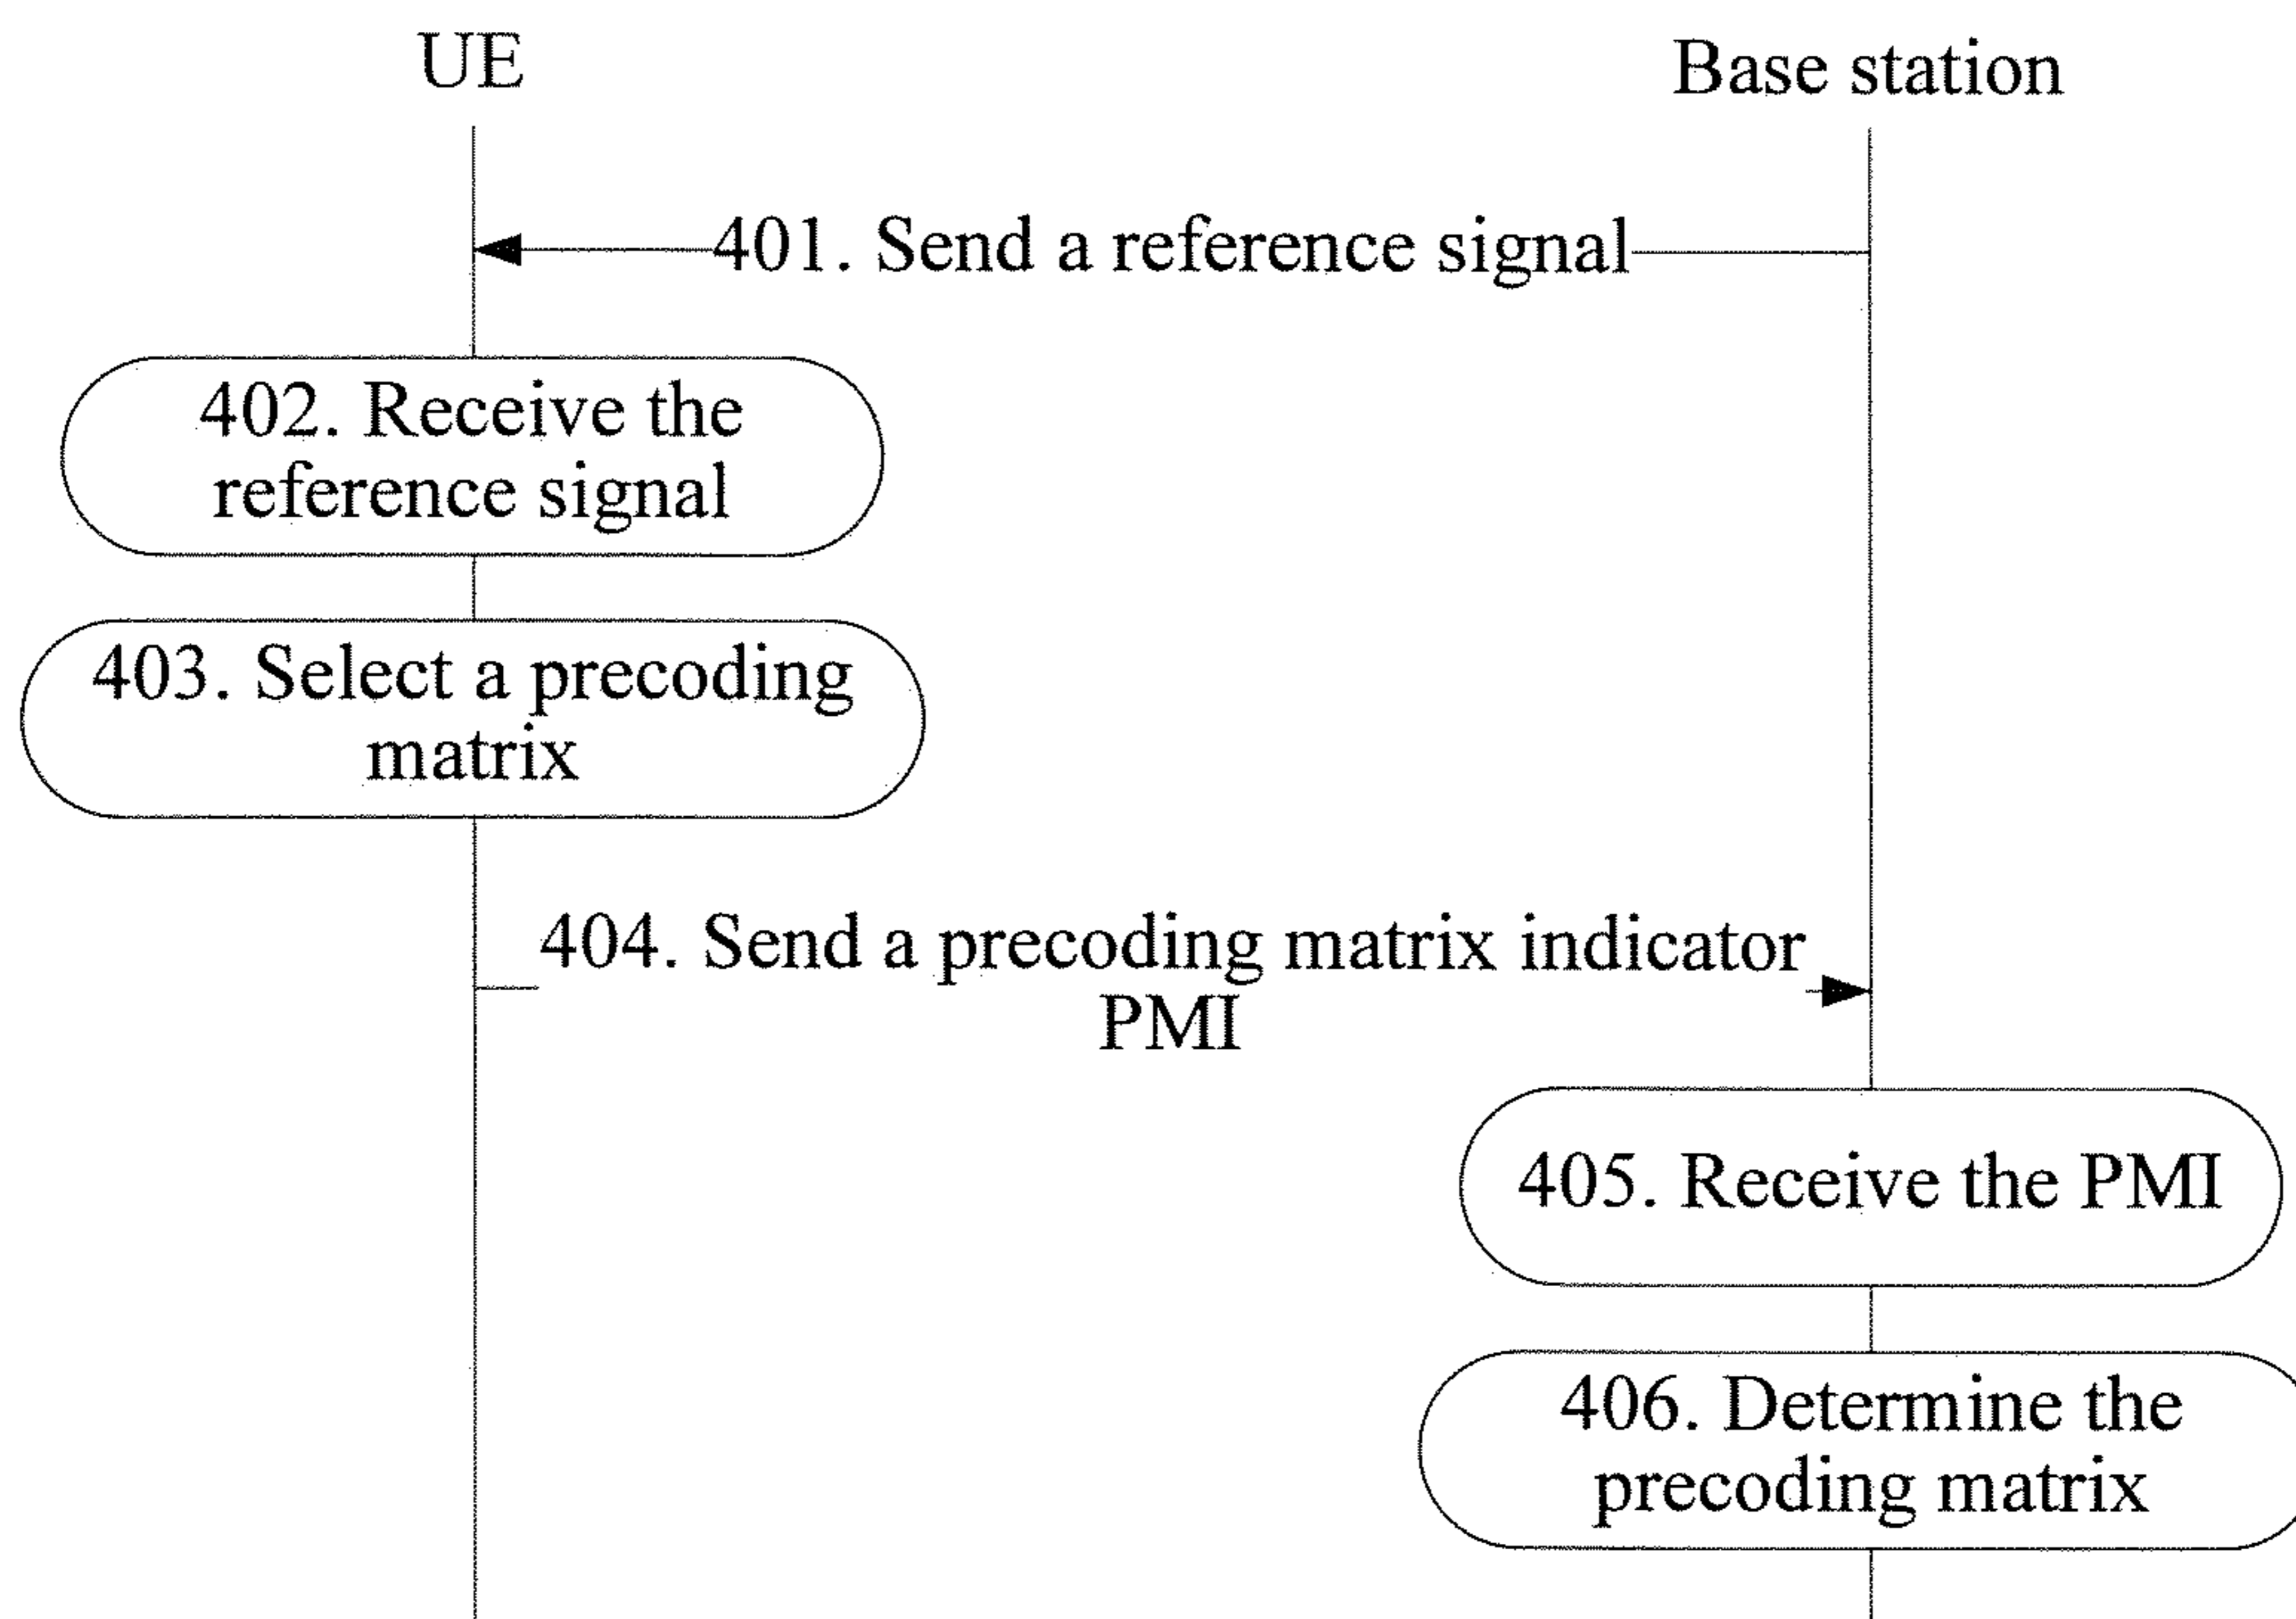 UE
Base station
401. Send a reference signal
402. Receive the
reference signal
403. Select a precoding
matrix
404. Send a precoding matrix indicator
PMI
405. Receive the PMI
406. Determine the
precoding matrix